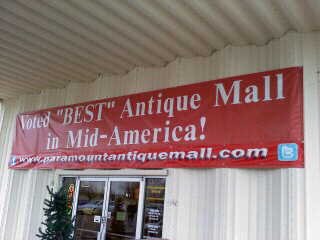 Voted "BEST" Antique Mall
in Mid-America!
www.paramountantiquemall.com